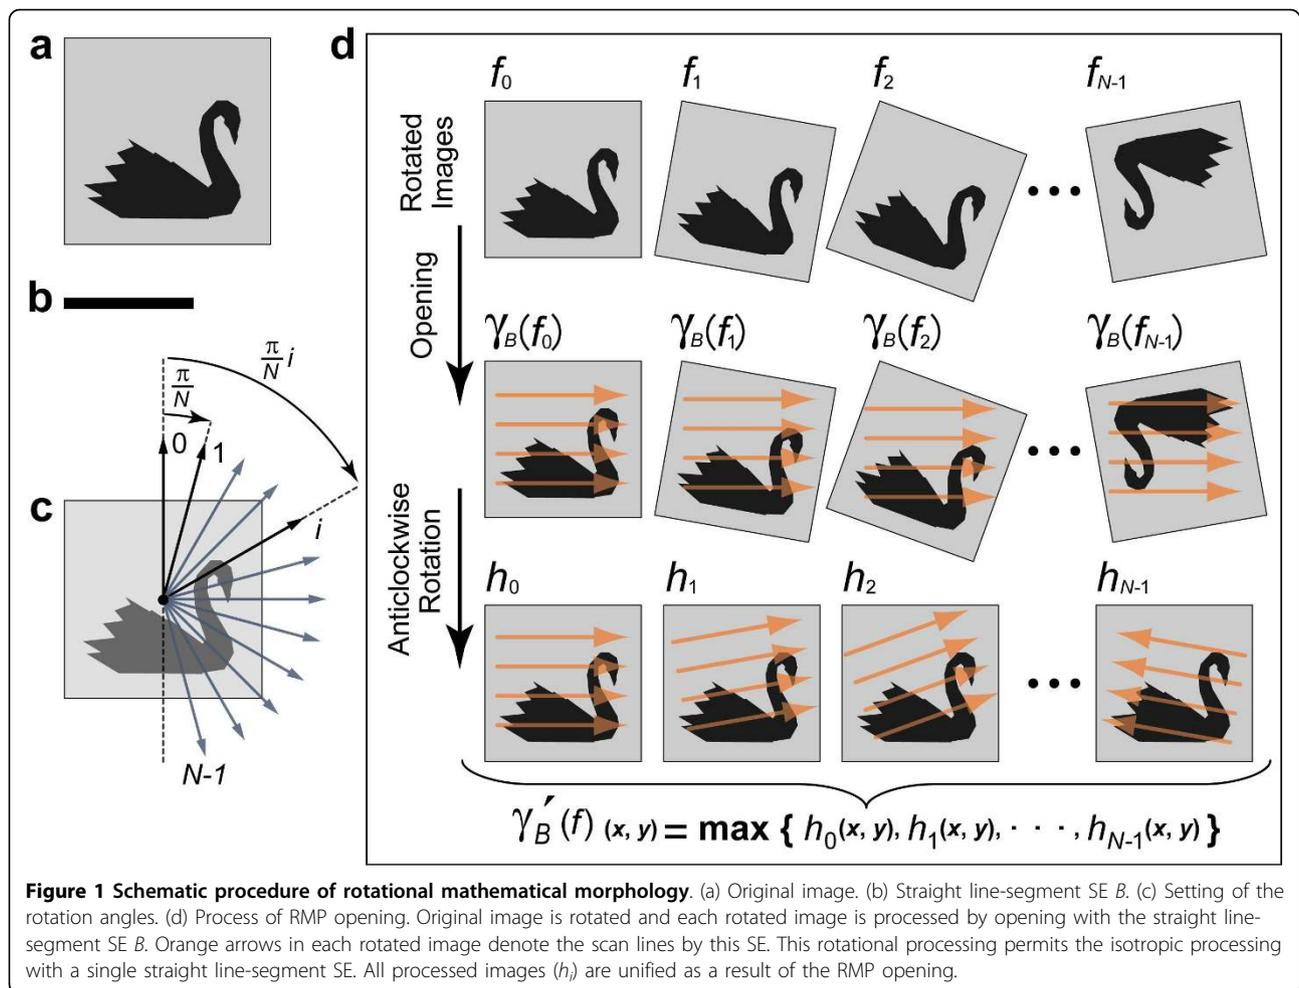 a
d
f0 f1 f2 fN-1
Rotated
Images
b
Opening
γB(f0) γB(f1) γB(f2) γB(fN-1)
π/N i
π/N
0
1
c
i
N-1
Anticlockwise
Rotation
h0 h1 h2 hN-1
γ′B(f) (x, y) = max { h0(x, y), h1(x, y), · · · , hN-1(x, y) }
Figure 1 Schematic procedure of rotational mathematical morphology. (a) Original image. (b) Straight line-segment SE B. (c) Setting of the
rotation angles. (d) Process of RMP opening. Original image is rotated and each rotated image is processed by opening with the straight line-
segment SE B. Orange arrows in each rotated image denote the scan lines by this SE. This rotational processing permits the isotropic processing
with a single straight line-segment SE. All processed images (hi) are unified as a result of the RMP opening.